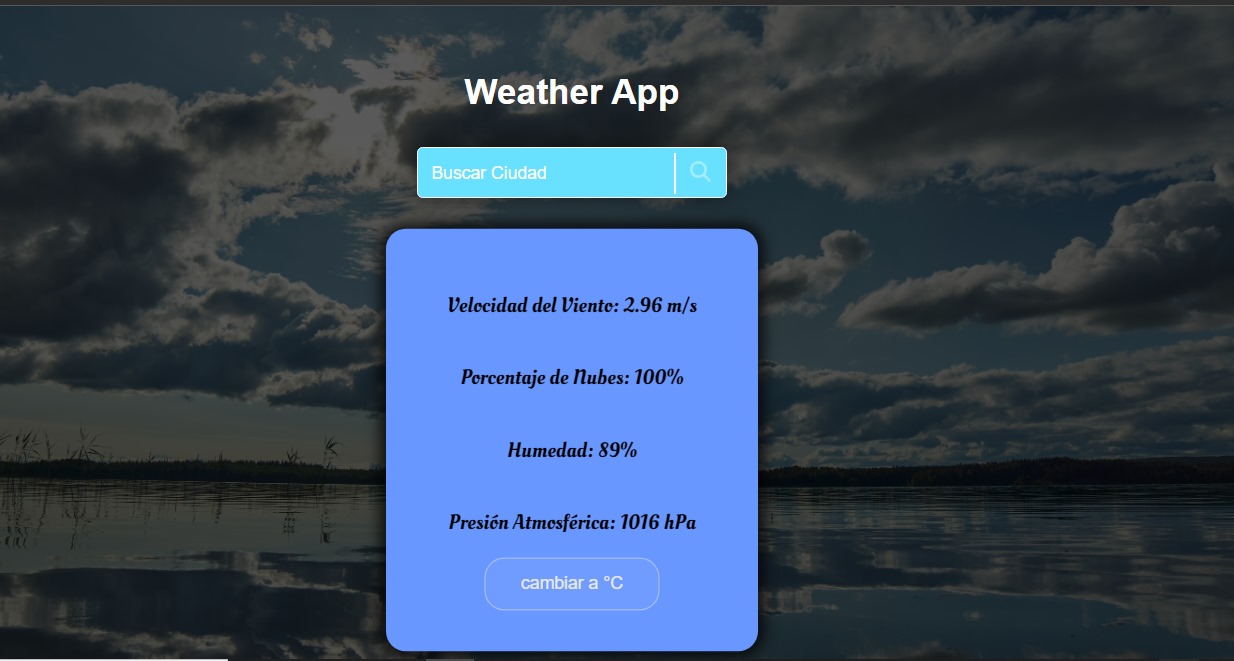 Weather App
Buscar Ciudad
Velocidad del Viento: 2.96 m/s
Porcentaje de Nubes: 100%
Humedad: 89%
Presión Atmosférica: 1016 hPa
cambiar a °C